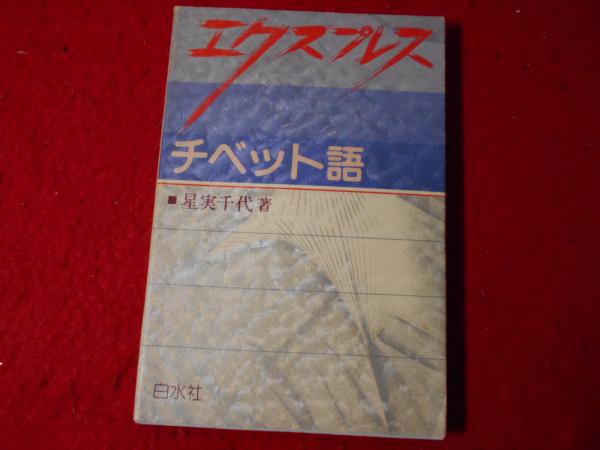 エクスプレス
チベット語
■星実千代著
白水社